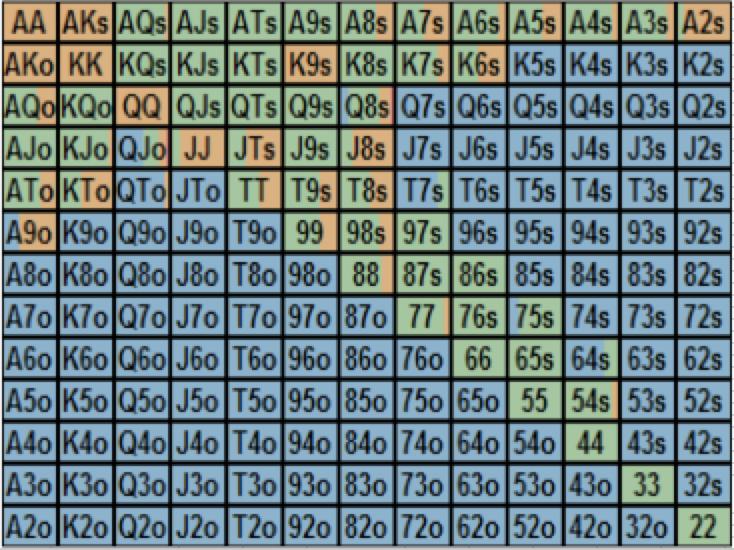 AA AKs AQs AJs ATs A9s A8s A7s A6s A5s A4s A3s A2s
AKo KK KQs KJs KTs K9s K8s K7s K6s K5s K4s K3s K2s
AQo KQo QQ QJs QTs Q9s Q8s Q7s Q6s Q5s Q4s Q3s Q2s
AJo KJo QJo JJ JTs J9s J8s J7s J6s J5s J4s J3s J2s
ATo KTo QTo JTo TT T9s T8s T7s T6s T5s T4s T3s T2s
A9o K9o Q9o J9o T9o 99 98s 97s 96s 95s 94s 93s 92s
A8o K8o Q8o J8o T8o 98o 88 87s 86s 85s 84s 83s 82s
A7o K7o Q7o J7o T7o 97o 87o 77 76s 75s 74s 73s 72s
A6o K6o Q6o J6o T6o 96o 86o 76o 66 65s 64s 63s 62s
A5o K5o Q5o J5o T5o 95o 85o 75o 65o 55 54s 53s 52s
A4o K4o Q4o J4o T4o 94o 84o 74o 64o 54o 44 43s 42s
A3o K3o Q3o J3o T3o 93o 83o 73o 63o 53o 43o 33 32s
A2o K2o Q2o J2o T2o 92o 82o 72o 62o 52o 42o 32o 22